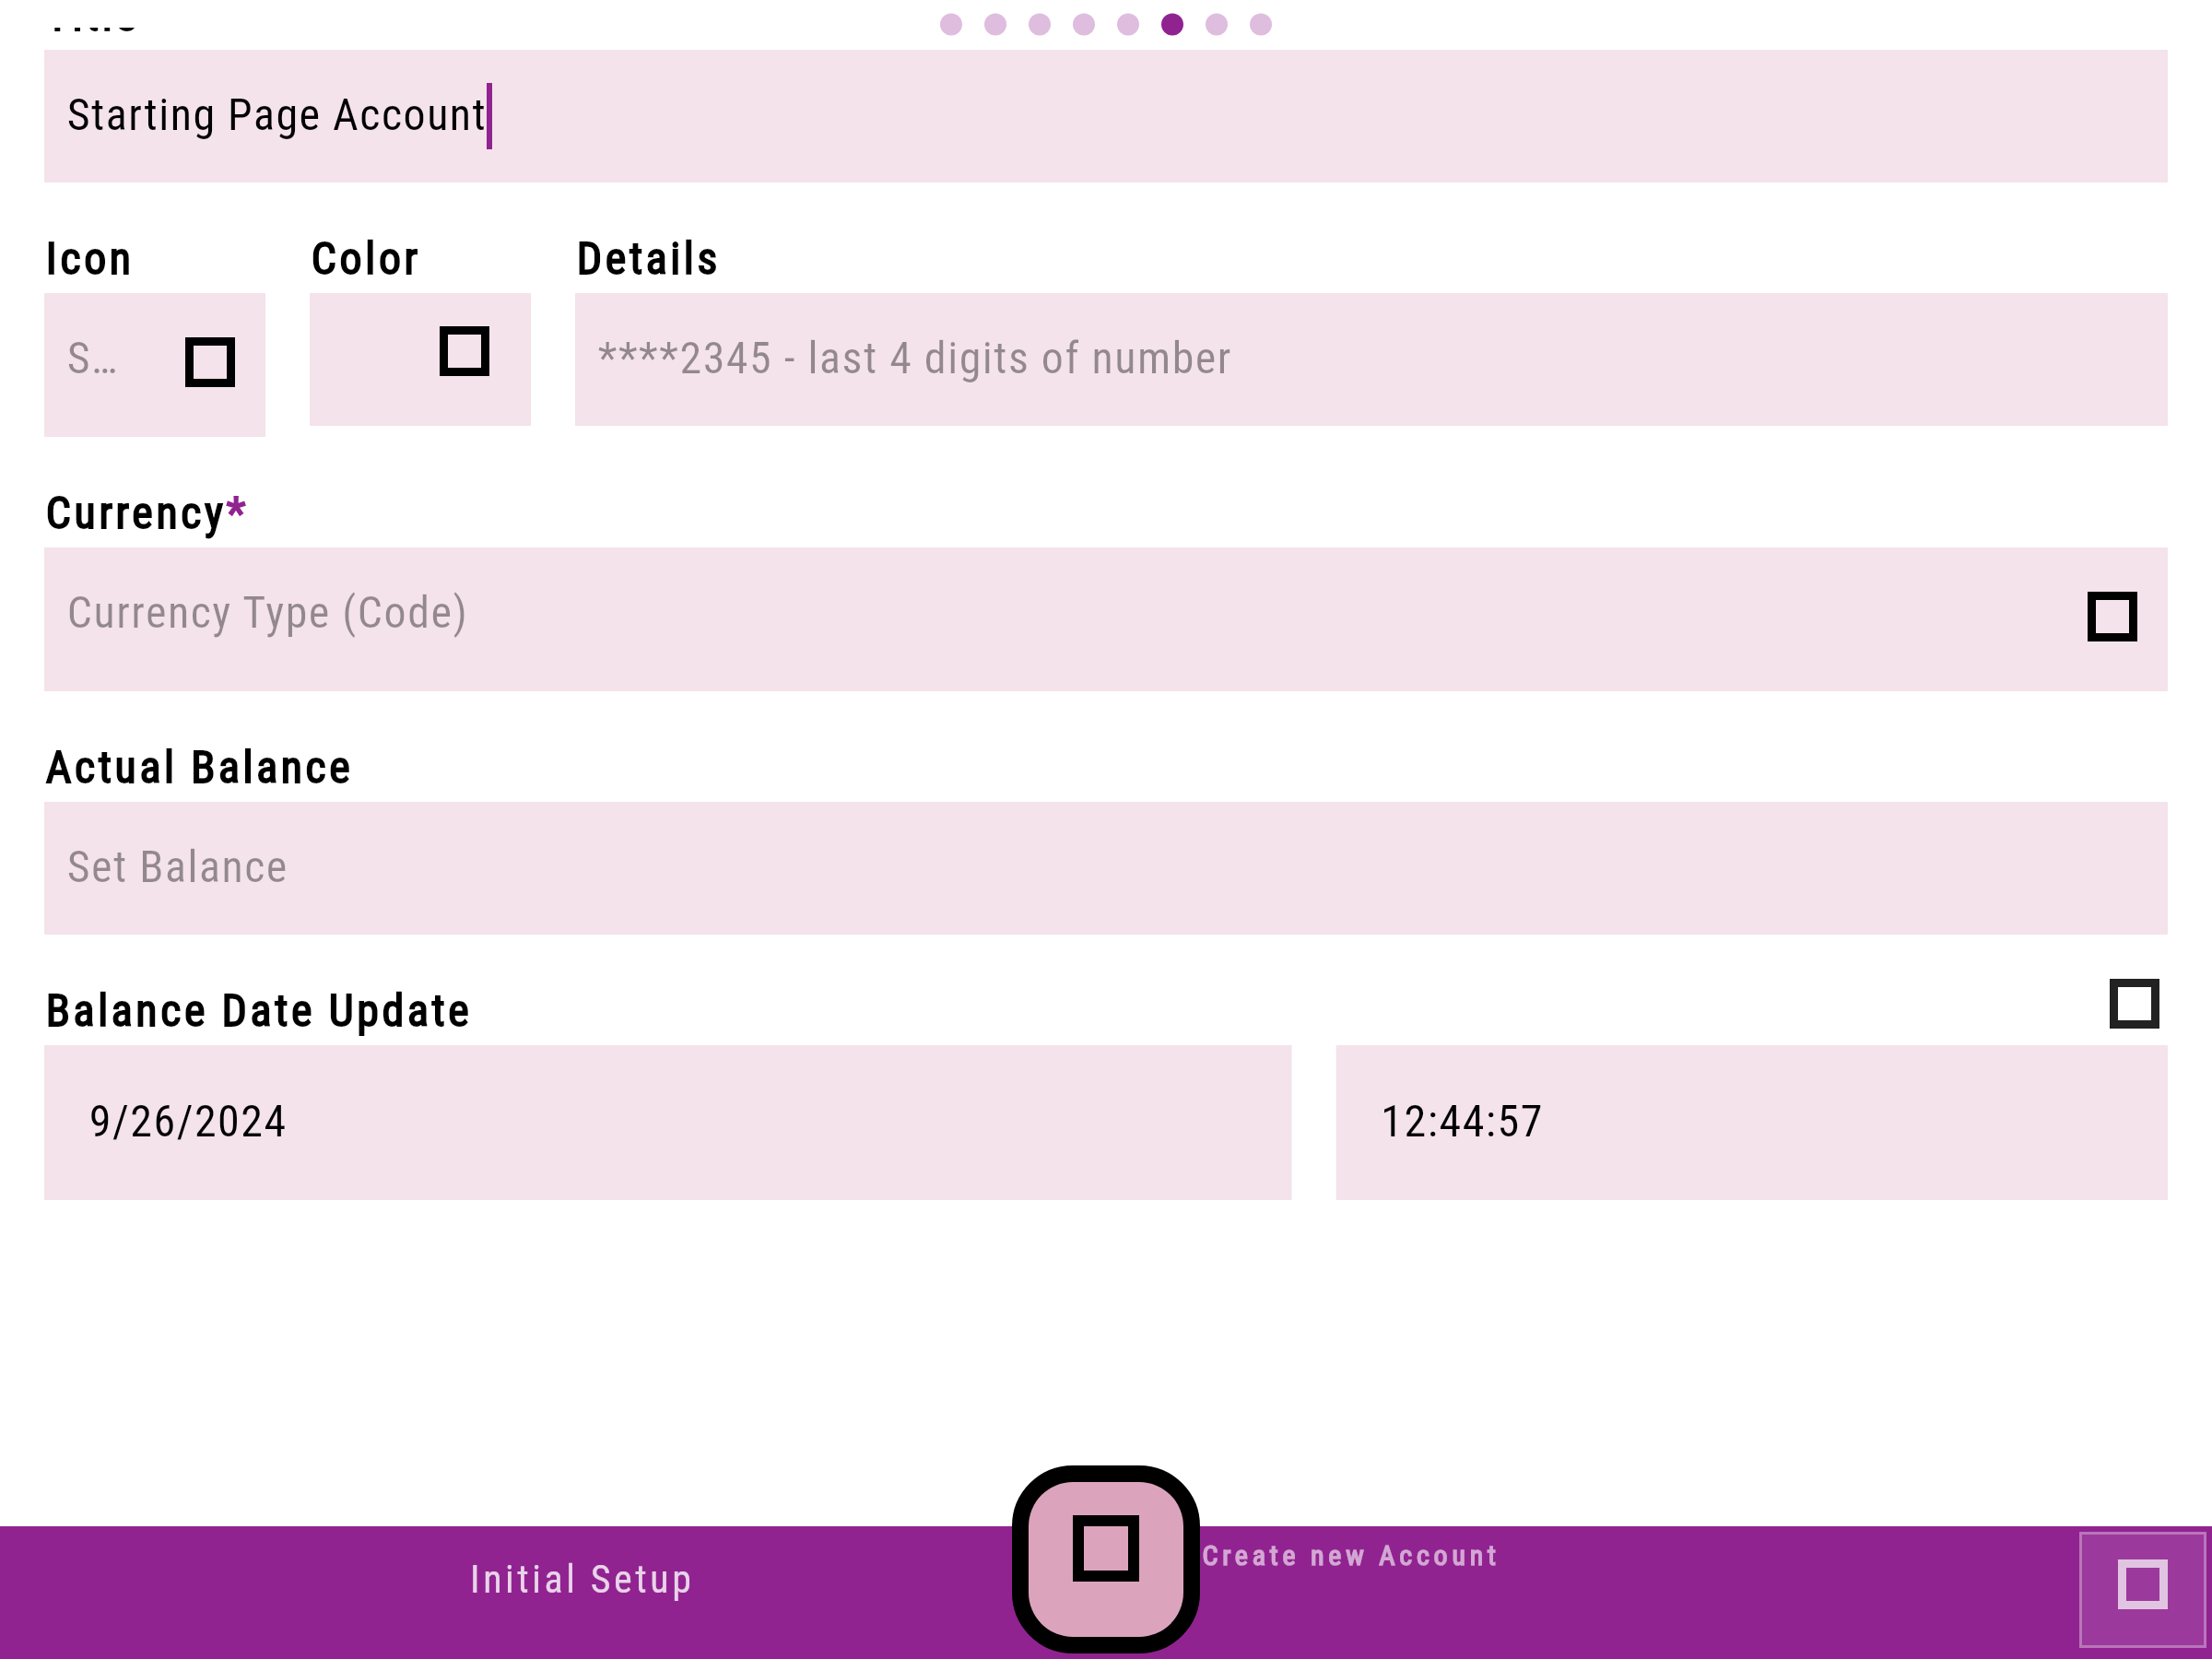 Starting Page Account
Icon
Color
Details
S...
****2345 - last 4 digits of number
Currency*
Currency Type (Code)
Actual Balance
Set Balance
Balance Date Update
9/26/2024
12:44:57
Initial Setup
Create new Account